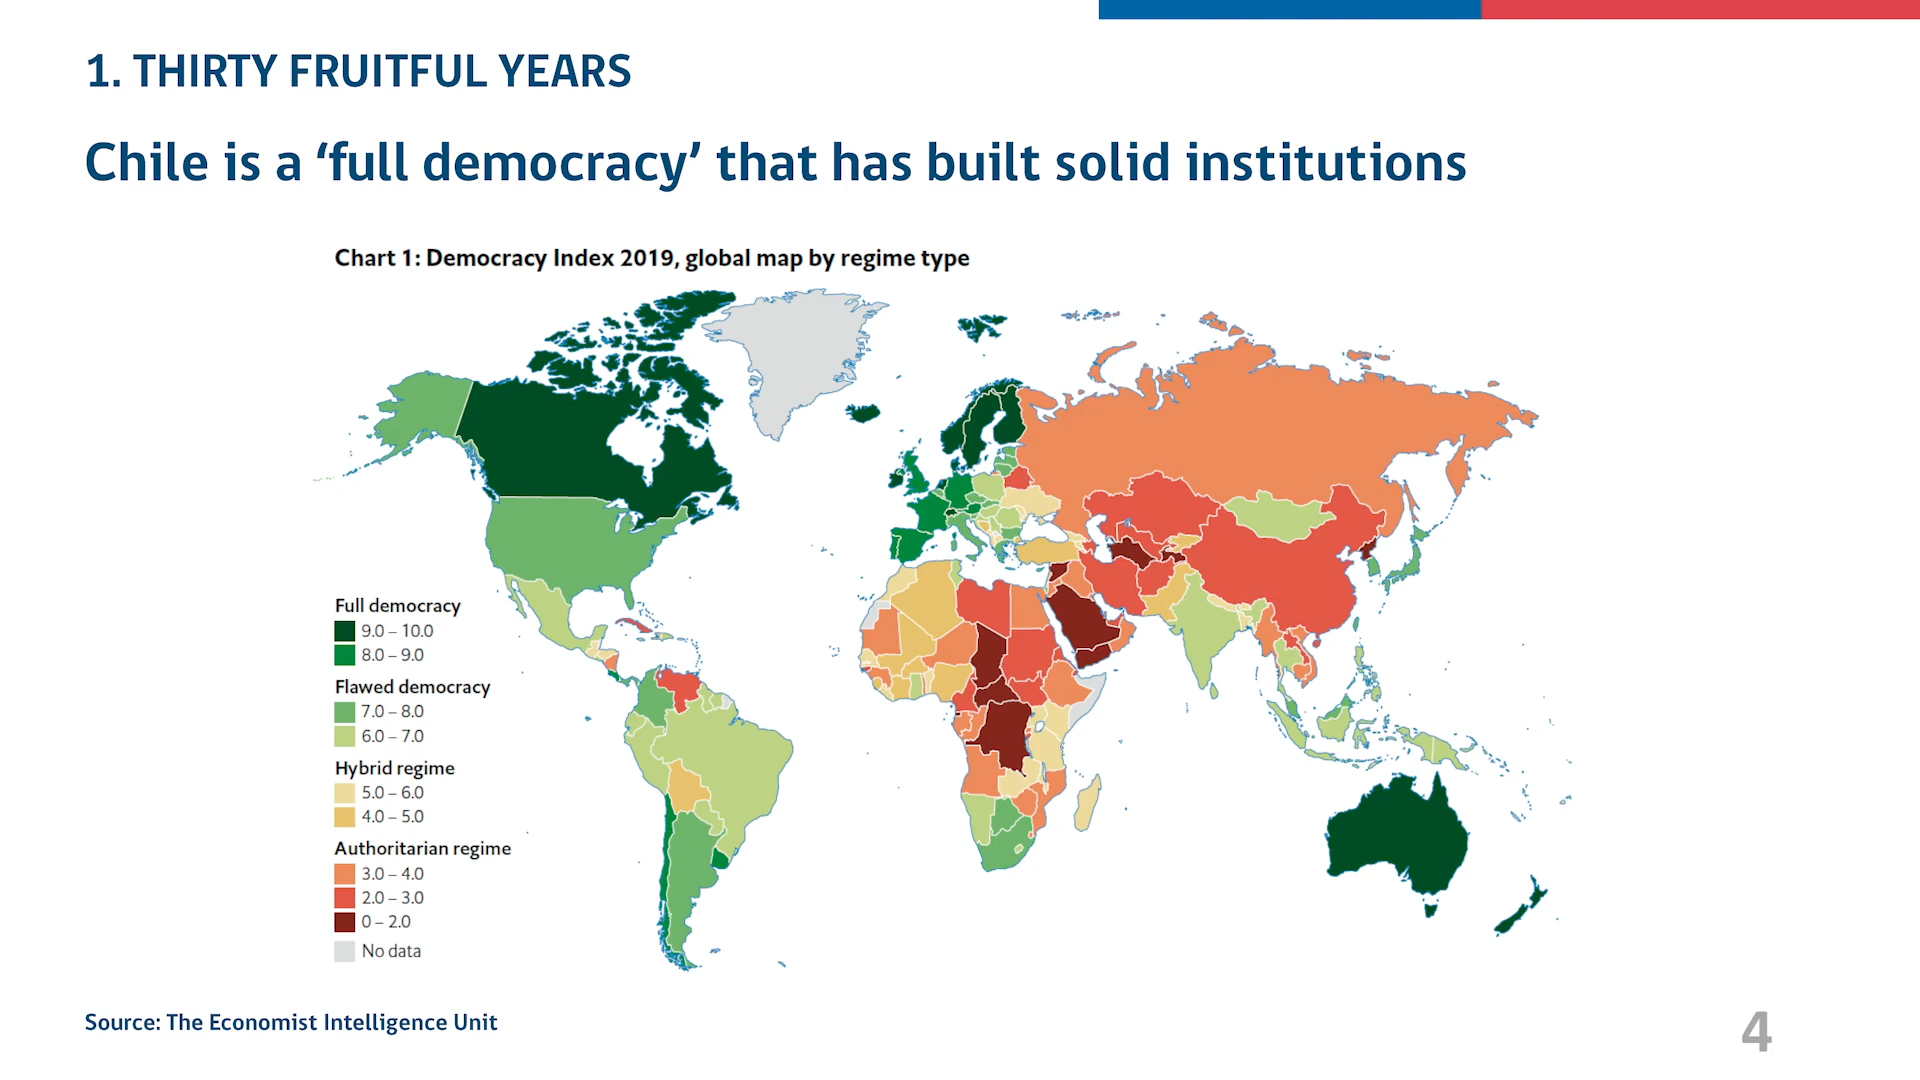 1. THIRTY FRUITFUL YEARS
Chile is a ‘full democracy’ that has built solid institutions
Chart 1: Democracy Index 2019, global map by regime type
Full democracy
9.0 – 10.0
8.0 – 9.0
Flawed democracy
7.0 – 8.0
6.0 – 7.0
Hybrid regime
5.0 – 6.0
4.0 – 5.0
Authoritarian regime
3.0 – 4.0
2.0 – 3.0
0 – 2.0
No data
Source: The Economist Intelligence Unit
4